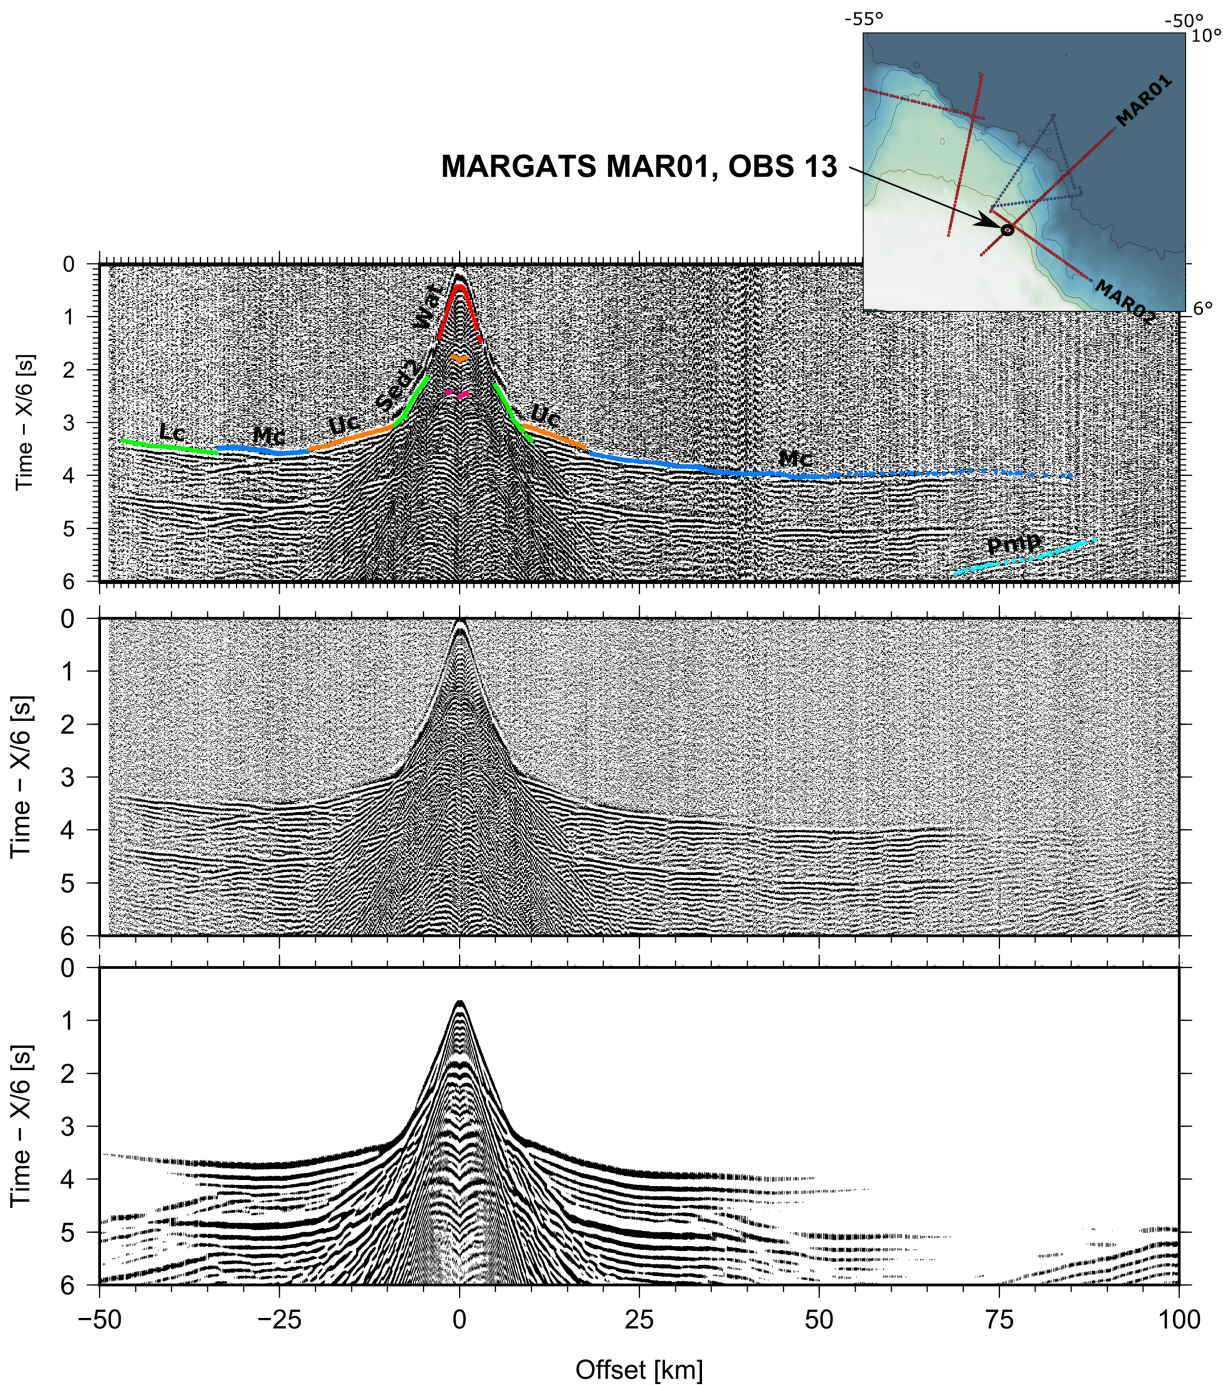 -55°
-50°
10°
MAR01
MARGATS MAR01, OBS 13
MAR02
6°
0
1
2
3
4
5
6
Time – X/6 [s]
Wat
Sed2
Uc
Uc
Lc
Mc
Mc
Pmp
0
1
2
3
4
5
6
Time – X/6 [s]
0
1
2
3
4
5
6
Time – X/6 [s]
−50
−25
0
25
50
75
100
Offset [km]